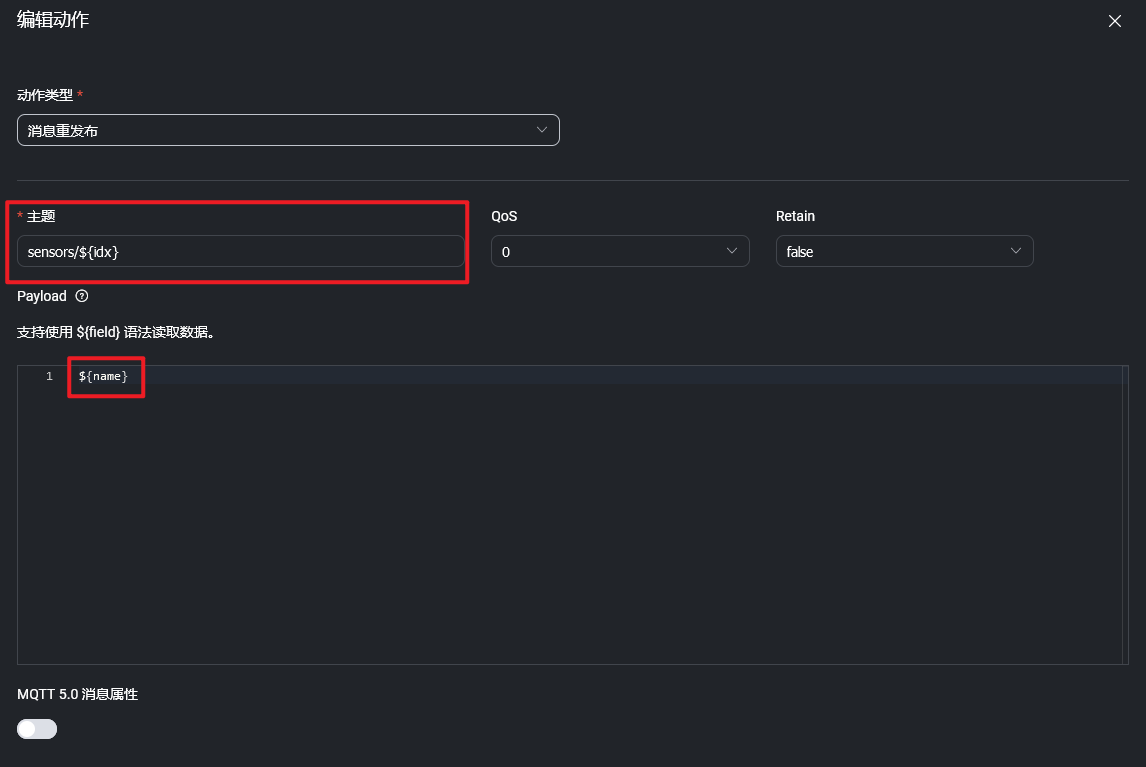 编辑动作
动作类型 *
消息重发布
* 主题
QoS
Retain
sensors/${idx}
0
false
Payload ?
支持使用 ${field} 语法读取数据。
1 ${name}
MQTT 5.0 消息属性